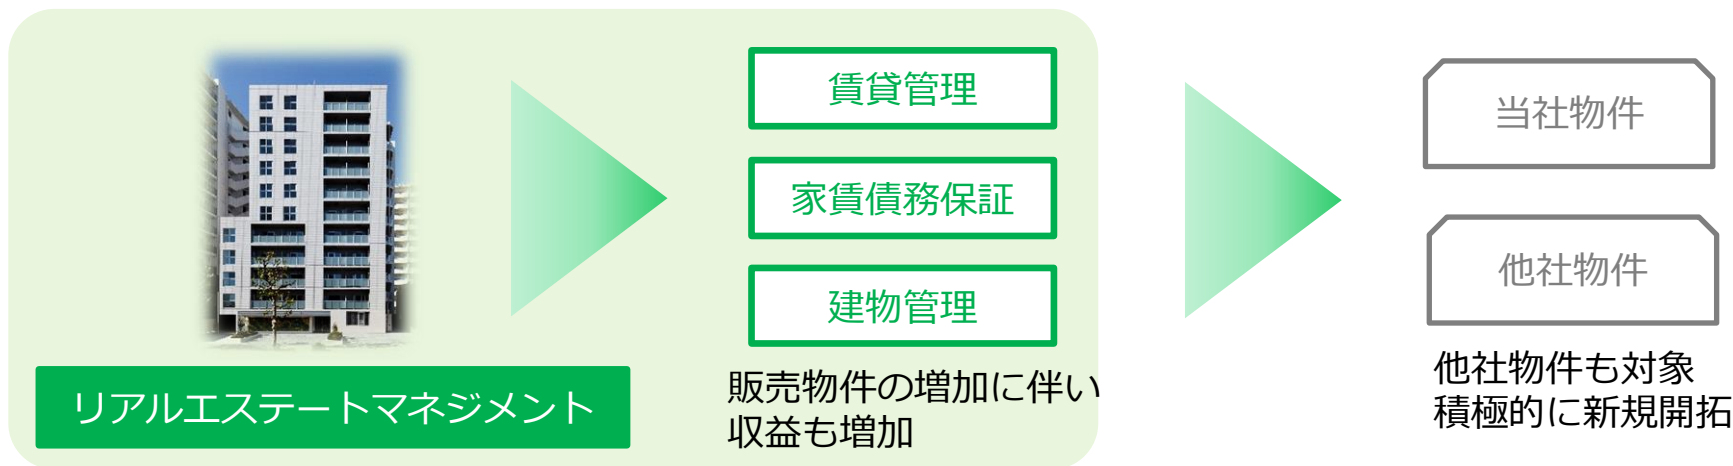 リアルエステートマネジメント
賃貸管理
家賃債務保証
建物管理
販売物件の増加に伴い
収益も増加
当社物件
他社物件
他社物件も対象
積極的に新規開拓